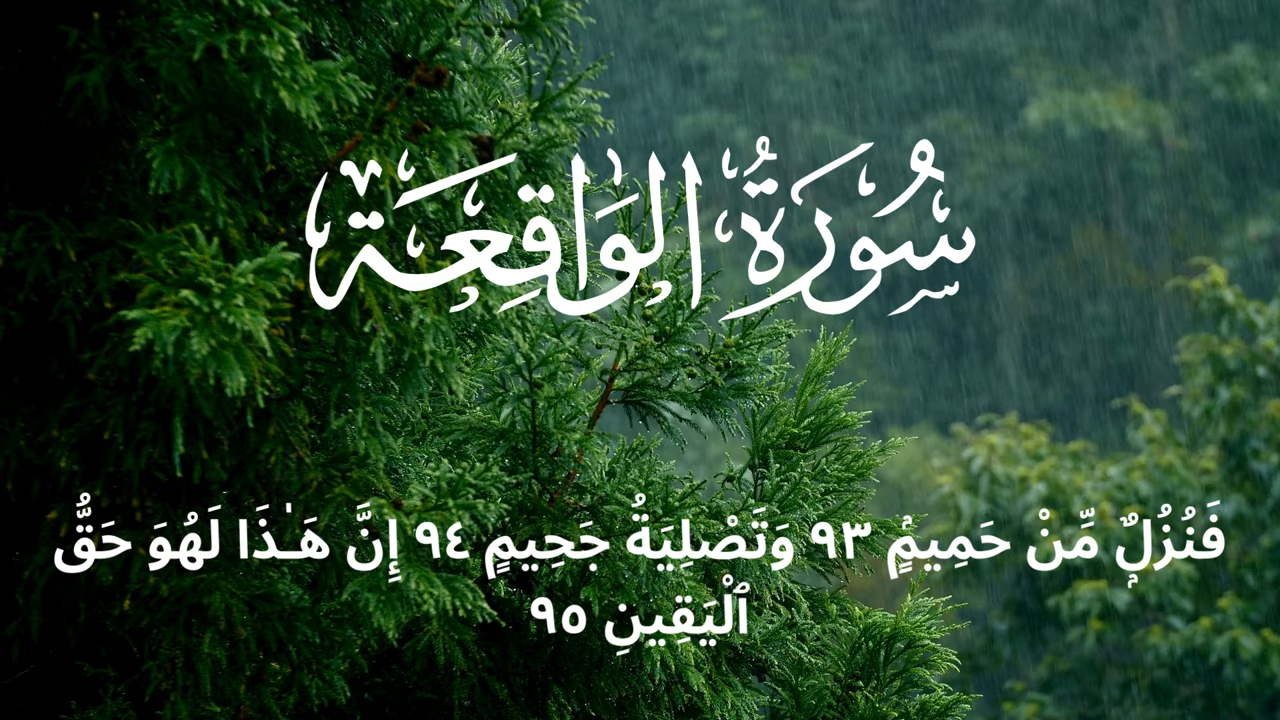 سُورَةُ الوَاقِعَة
فَنُزُلٌۭ مِّنْ حَمِيمٍۢ ٩٣ وَتَصْلِيَةُ جَحِيمٍ ٩٤ إِنَّ هَـٰذَا لَهُوَ حَقُّ
ٱلْيَقِينِ ٩٥